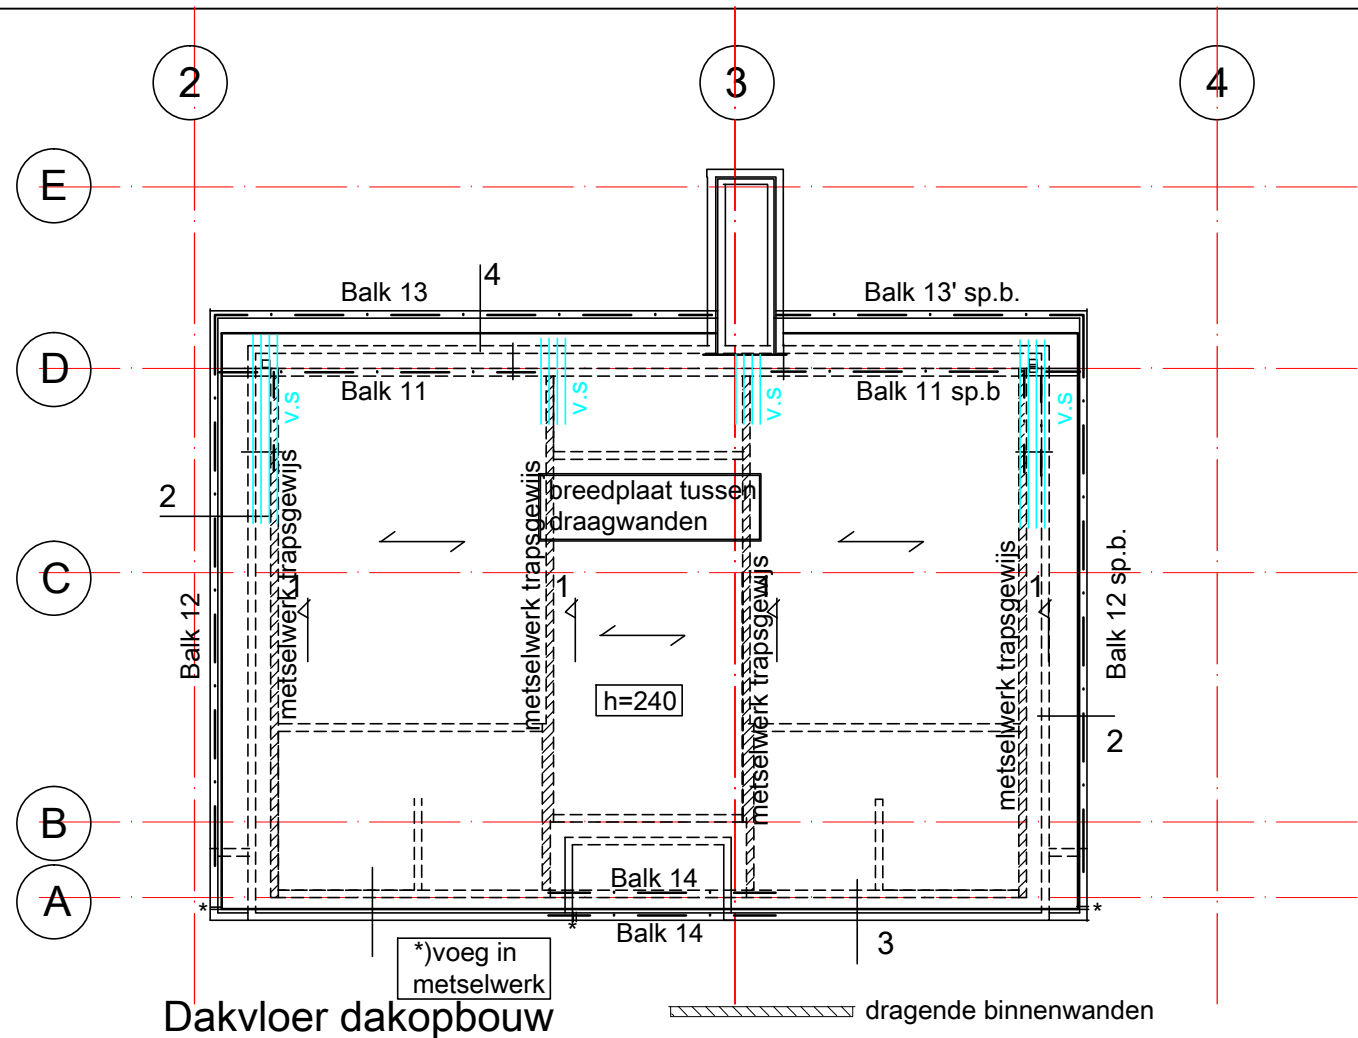 2
3
4
E
4
Balk 13
Balk 13' sp.b.
D
Balk 11
Balk 11 sp.b
v.s
v.s
v.s
v.s
2
breedplaat tussen
draagwanden
metselwerk trapsgewijs
metselwerk trapsgewijs
metselwerk trapsgewijs
metselwerk trapsgewijs
C
1
1
1
1
Balk 12
Balk 12 sp.b.
h=240
2
B
A
Balk 14
*
*
*
Balk 14
3
*)voeg in
metselwerk
Dakvloer dakopbouw
dragende binnenwanden